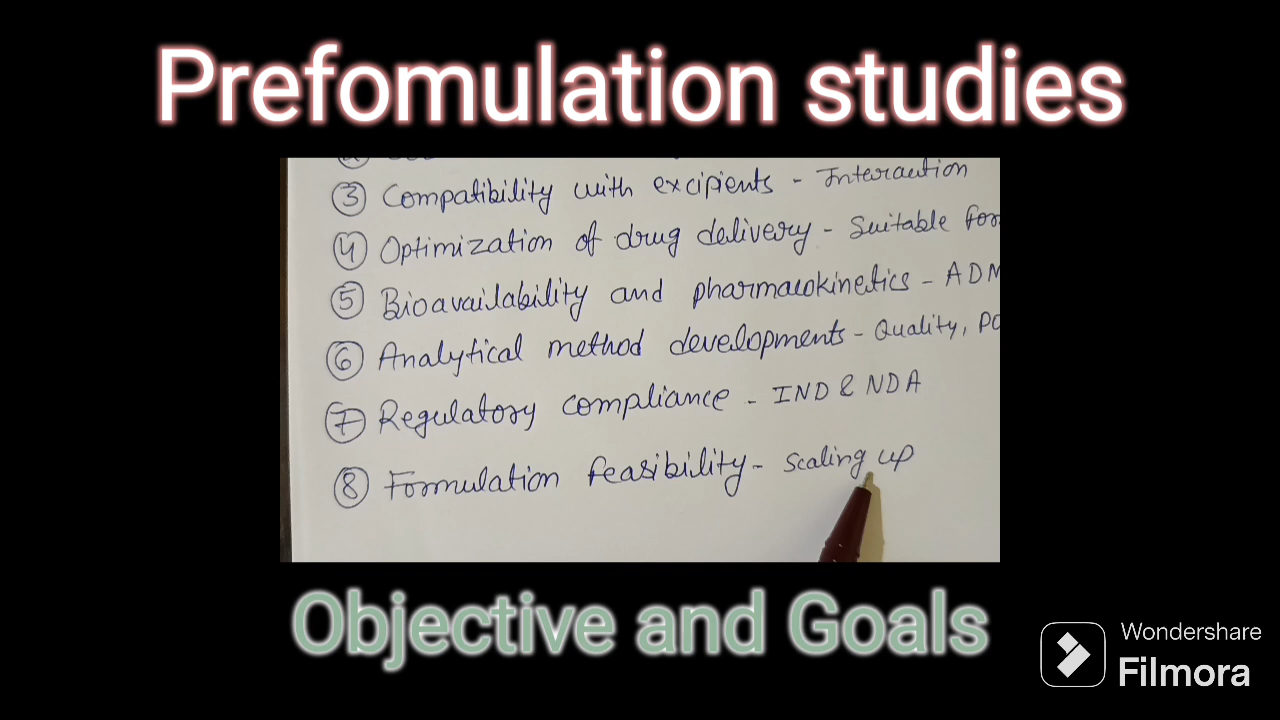 Prefomulation studies
③ Compatibility with excipients - Interaction
④ Optimization of drug delivery - Suitable for
⑤ Bioavailability and pharmacokinetics - ADM
⑥ Analytical method developments - Quality, PO
⑦ Regulatory compliance - IND & NDA
⑧ Formulation feasibility - Scaling up
Objective and Goals
Wondershare
Filmora